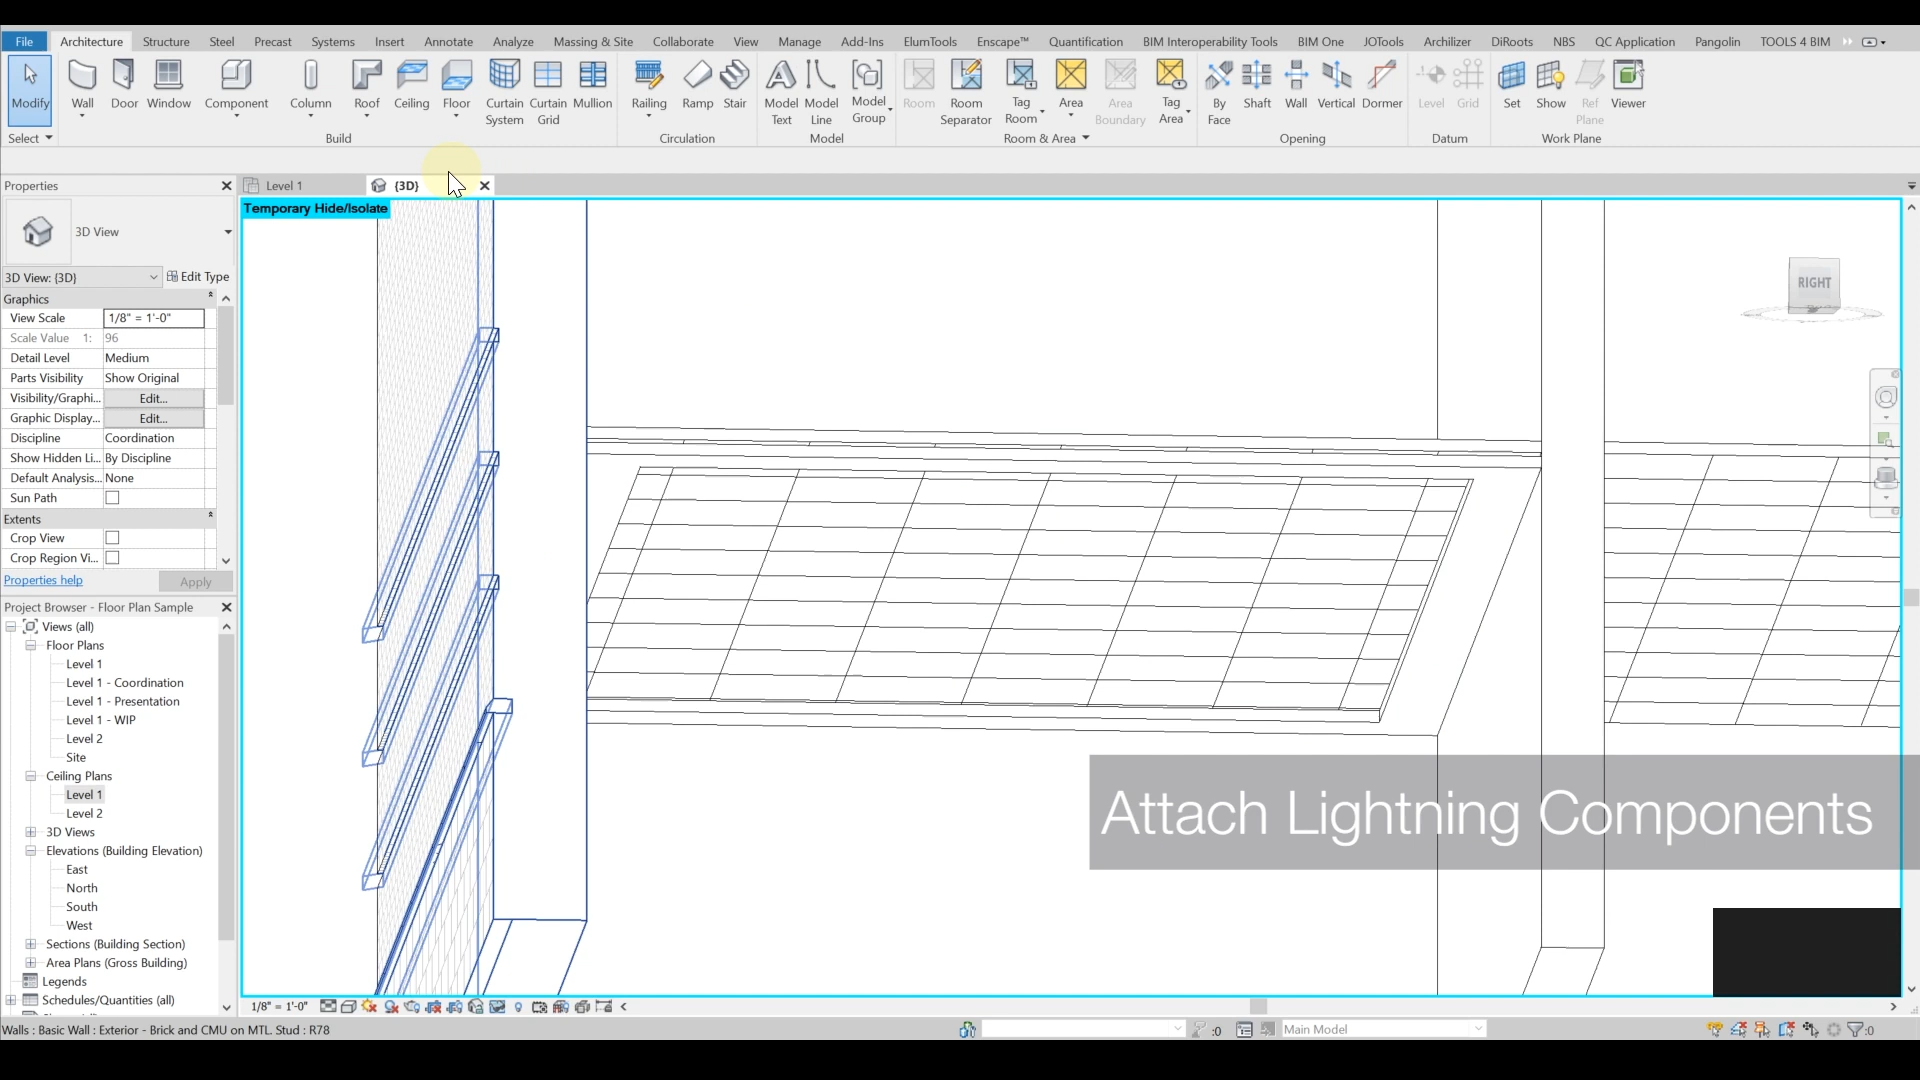 File Architecture Structure Steel Precast Systems Insert Annotate Analyze Massing & Site Collaborate View Manage Add-Ins ElumTools Enscape™ Quantification BIM Interoperability Tools BIM One JOTools Archilizer DiRoots NBS QC Application Pangolin TOOLS 4 BIM
Modify Wall Door Window Component Column Roof Ceiling Floor Curtain System Curtain Grid Mullion Railing Ramp Stair Model Text Model Line Model Group Room Room Separator Tag Room Area Area Boundary Tag Area By Face Shaft Wall Vertical Dormer Level Grid Set Show Ref Plane Viewer
Select Build Circulation Model Room & Area Opening Datum Work Plane
Properties
Level 1
{3D}
Temporary Hide/Isolate
3D View
3D View: {3D} Edit Type
Graphics
View Scale 1/8" = 1'-0"
Scale Value 1: 96
Detail Level Medium
Parts Visibility Show Original
Visibility/Graphi... Edit...
Graphic Display... Edit...
Discipline Coordination
Show Hidden Li... By Discipline
Default Analysis... None
Sun Path
Extents
Crop View
Crop Region Vi...
Properties help Apply
Project Browser - Floor Plan Sample
Views (all)
Floor Plans
Level 1
Level 1 - Coordination
Level 1 - Presentation
Level 1 - WIP
Level 2
Site
Ceiling Plans
Level 1
Level 2
3D Views
Elevations (Building Elevation)
East
North
South
West
Sections (Building Section)
Area Plans (Gross Building)
Legends
Schedules/Quantities (all)
RIGHT
Attach Lightning Components
1/8" = 1'-0"
Walls : Basic Wall : Exterior - Brick and CMU on MTL. Stud : R78
:0
Main Model
:0